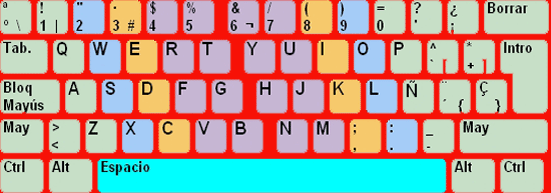 ª ! " · $ % & / ( ) = ? ¿ Borrar
º \ 1 | 2 3 # 4 5 6 ¬ 7 8 9 0 ' ¡
Tab. Q W E R T Y U I O P ^ * Intro
` [ + ]
Bloq A S D F G H J K L Ñ ¨ Ç
Mayús ´ { }
May > Z X C V B N M ; : _ May
< , . -
Ctrl Alt Espacio Alt Ctrl